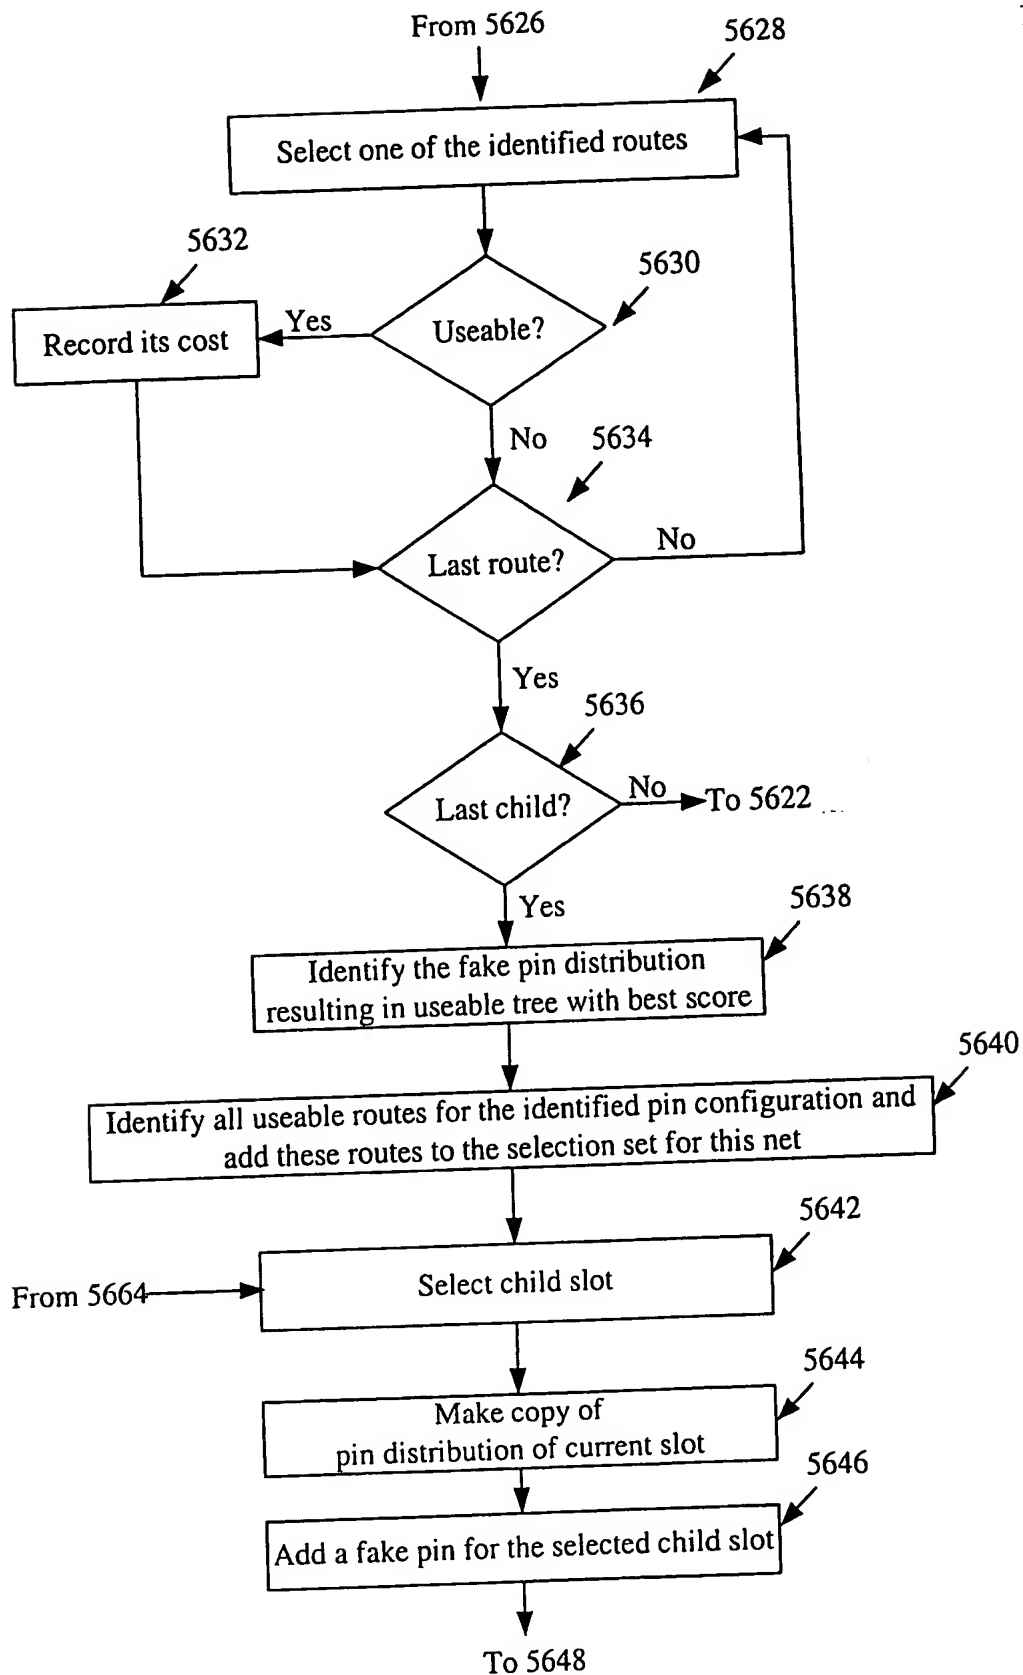 From 5626
5628
Select one of the identified routes
5632
5630
Record its cost
Yes
Useable?
No
5634
Last route?
No
Yes
5636
Last child?
No
To 5622
Yes
5638
Identify the fake pin distribution
resulting in useable tree with best score
5640
Identify all useable routes for the identified pin configuration and
add these routes to the selection set for this net
5642
From 5664
Select child slot
5644
Make copy of
pin distribution of current slot
5646
Add a fake pin for the selected child slot
To 5648